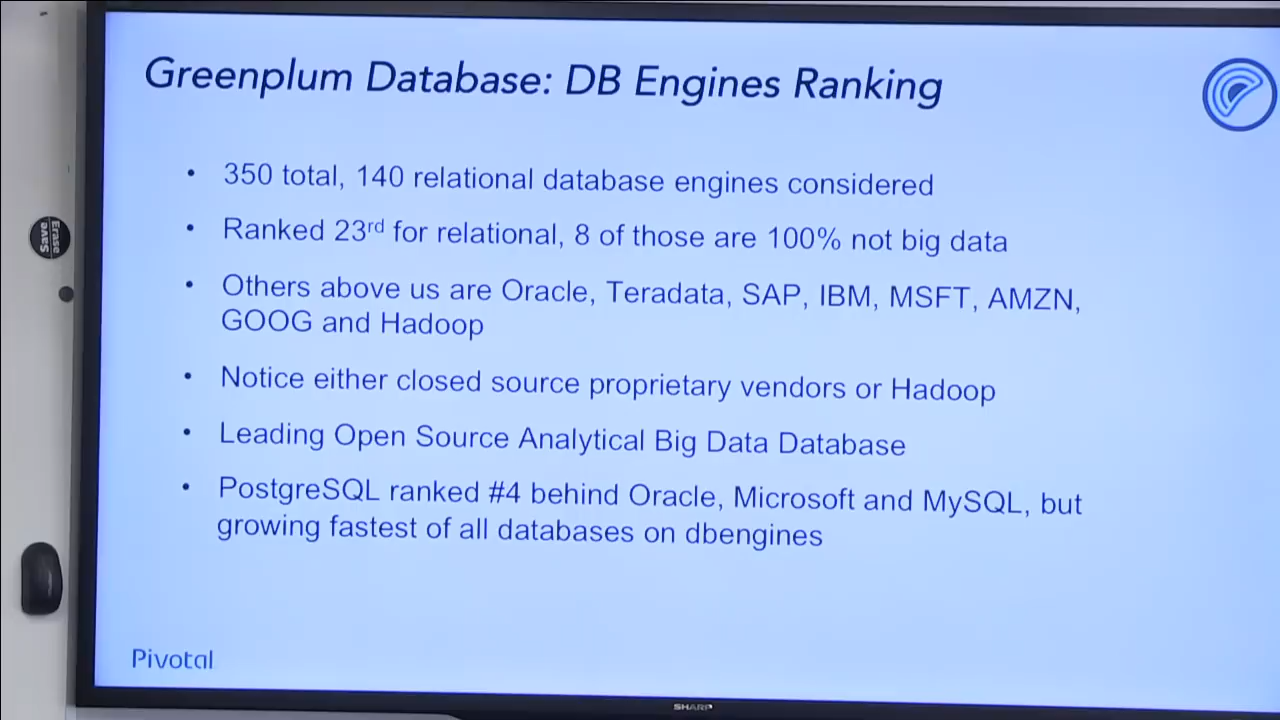 Greenplum Database: DB Engines Ranking
• 350 total, 140 relational database engines considered
• Ranked 23rd for relational, 8 of those are 100% not big data
• Others above us are Oracle, Teradata, SAP, IBM, MSFT, AMZN,
GOOG and Hadoop
• Notice either closed source proprietary vendors or Hadoop
• Leading Open Source Analytical Big Data Database
• PostgreSQL ranked #4 behind Oracle, Microsoft and MySQL, but
growing fastest of all databases on dbengines
Pivotal
SHARP
Save
Erase